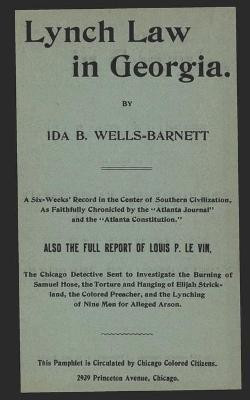 Lynch Law
in Georgia.
BY
IDA B. WELLS-BARNETT
A Six-Weeks' Record in the Center of Southern Civilization,
As Faithfully Chronicled by the "Atlanta Journal"
and the "Atlanta Constitution."
ALSO THE FULL REPORT OF LOUIS P. LE VIN,
The Chicago Detective Sent to Investigate the Burning of
Samuel Hose, the Torture and Hanging of Elijah Strick-
land, the Colored Preacher, and the Lynching
of Nine Men for Alleged Arson.
This Pamphlet is Circulated by Chicago Colored Citizens.
2939 Princeton Avenue, Chicago.